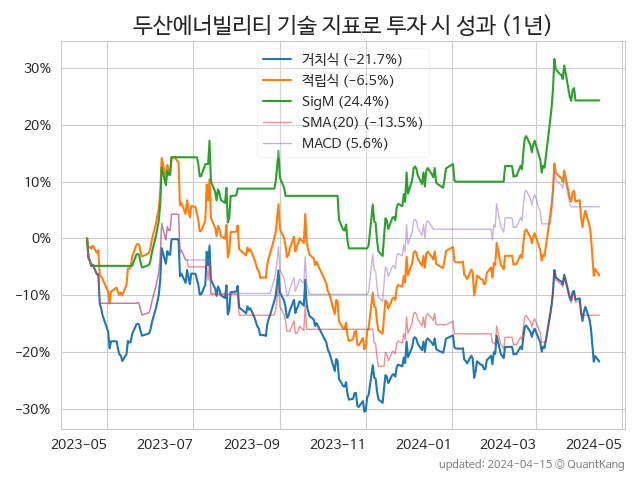 두산에너빌리티 기술 지표로 투자 시 성과 (1년)
거치식 (−21.7%)
적립식 (−6.5%)
SigM (24.4%)
SMA(20) (−13.5%)
MACD (5.6%)
30%
20%
10%
0%
−10%
−20%
−30%
2023-05 2023-07 2023-09 2023-11 2024-01 2024-03 2024-05
updated: 2024-04-15 © QuantKang